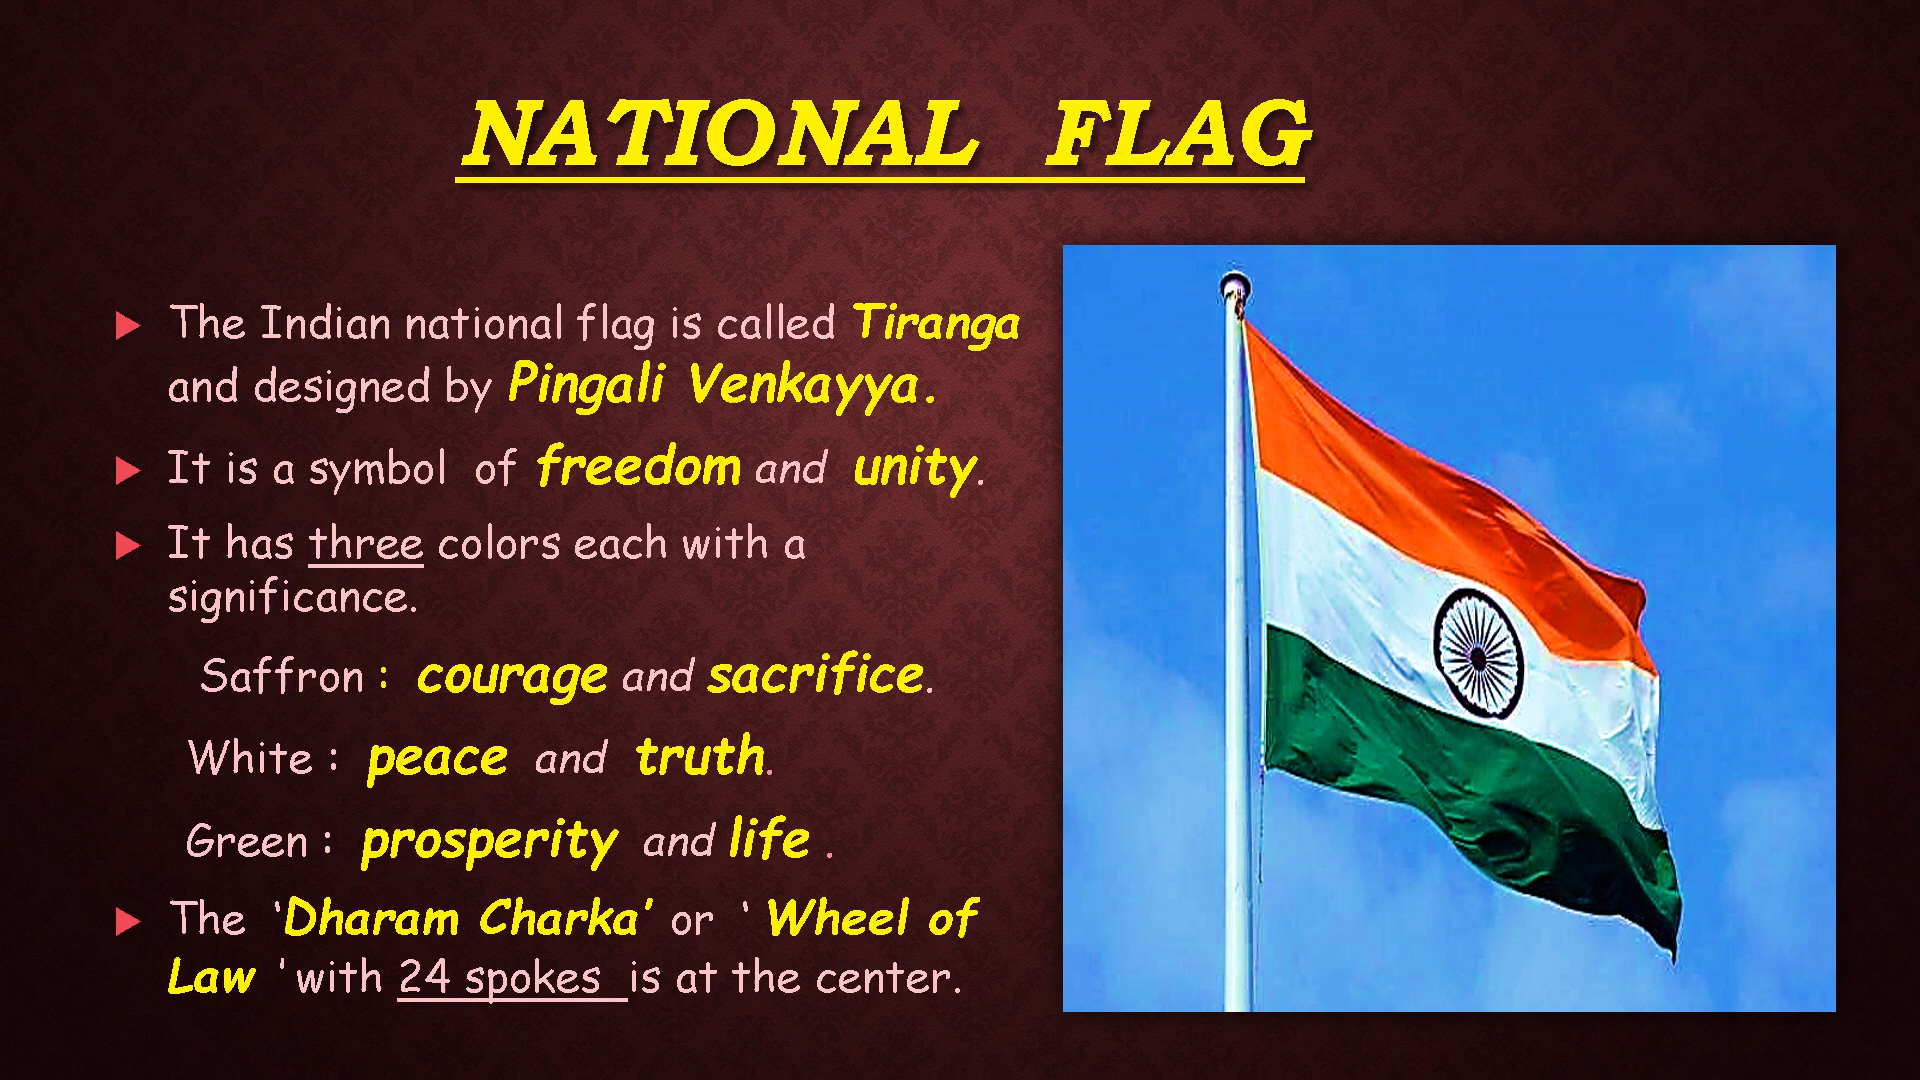 NATIONAL FLAG
The Indian national flag is called Tiranga
and designed by Pingali Venkayya.
It is a symbol of freedom and unity.
It has three colors each with a
significance.
Saffron : courage and sacrifice.
White : peace and truth.
Green : prosperity and life .
The ‘Dharam Charka’ or ‘ Wheel of
Law ’ with 24 spokes is at the center.